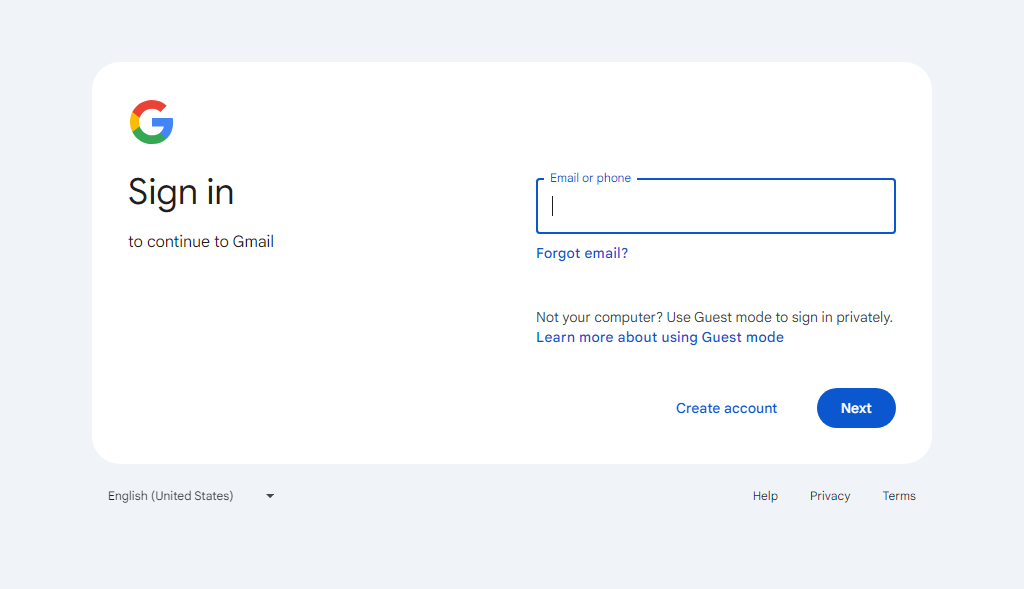 Sign in
to continue to Gmail
Email or phone
Forgot email?
Not your computer? Use Guest mode to sign in privately.
Learn more about using Guest mode
Create account
Next
English (United States)
Help
Privacy
Terms